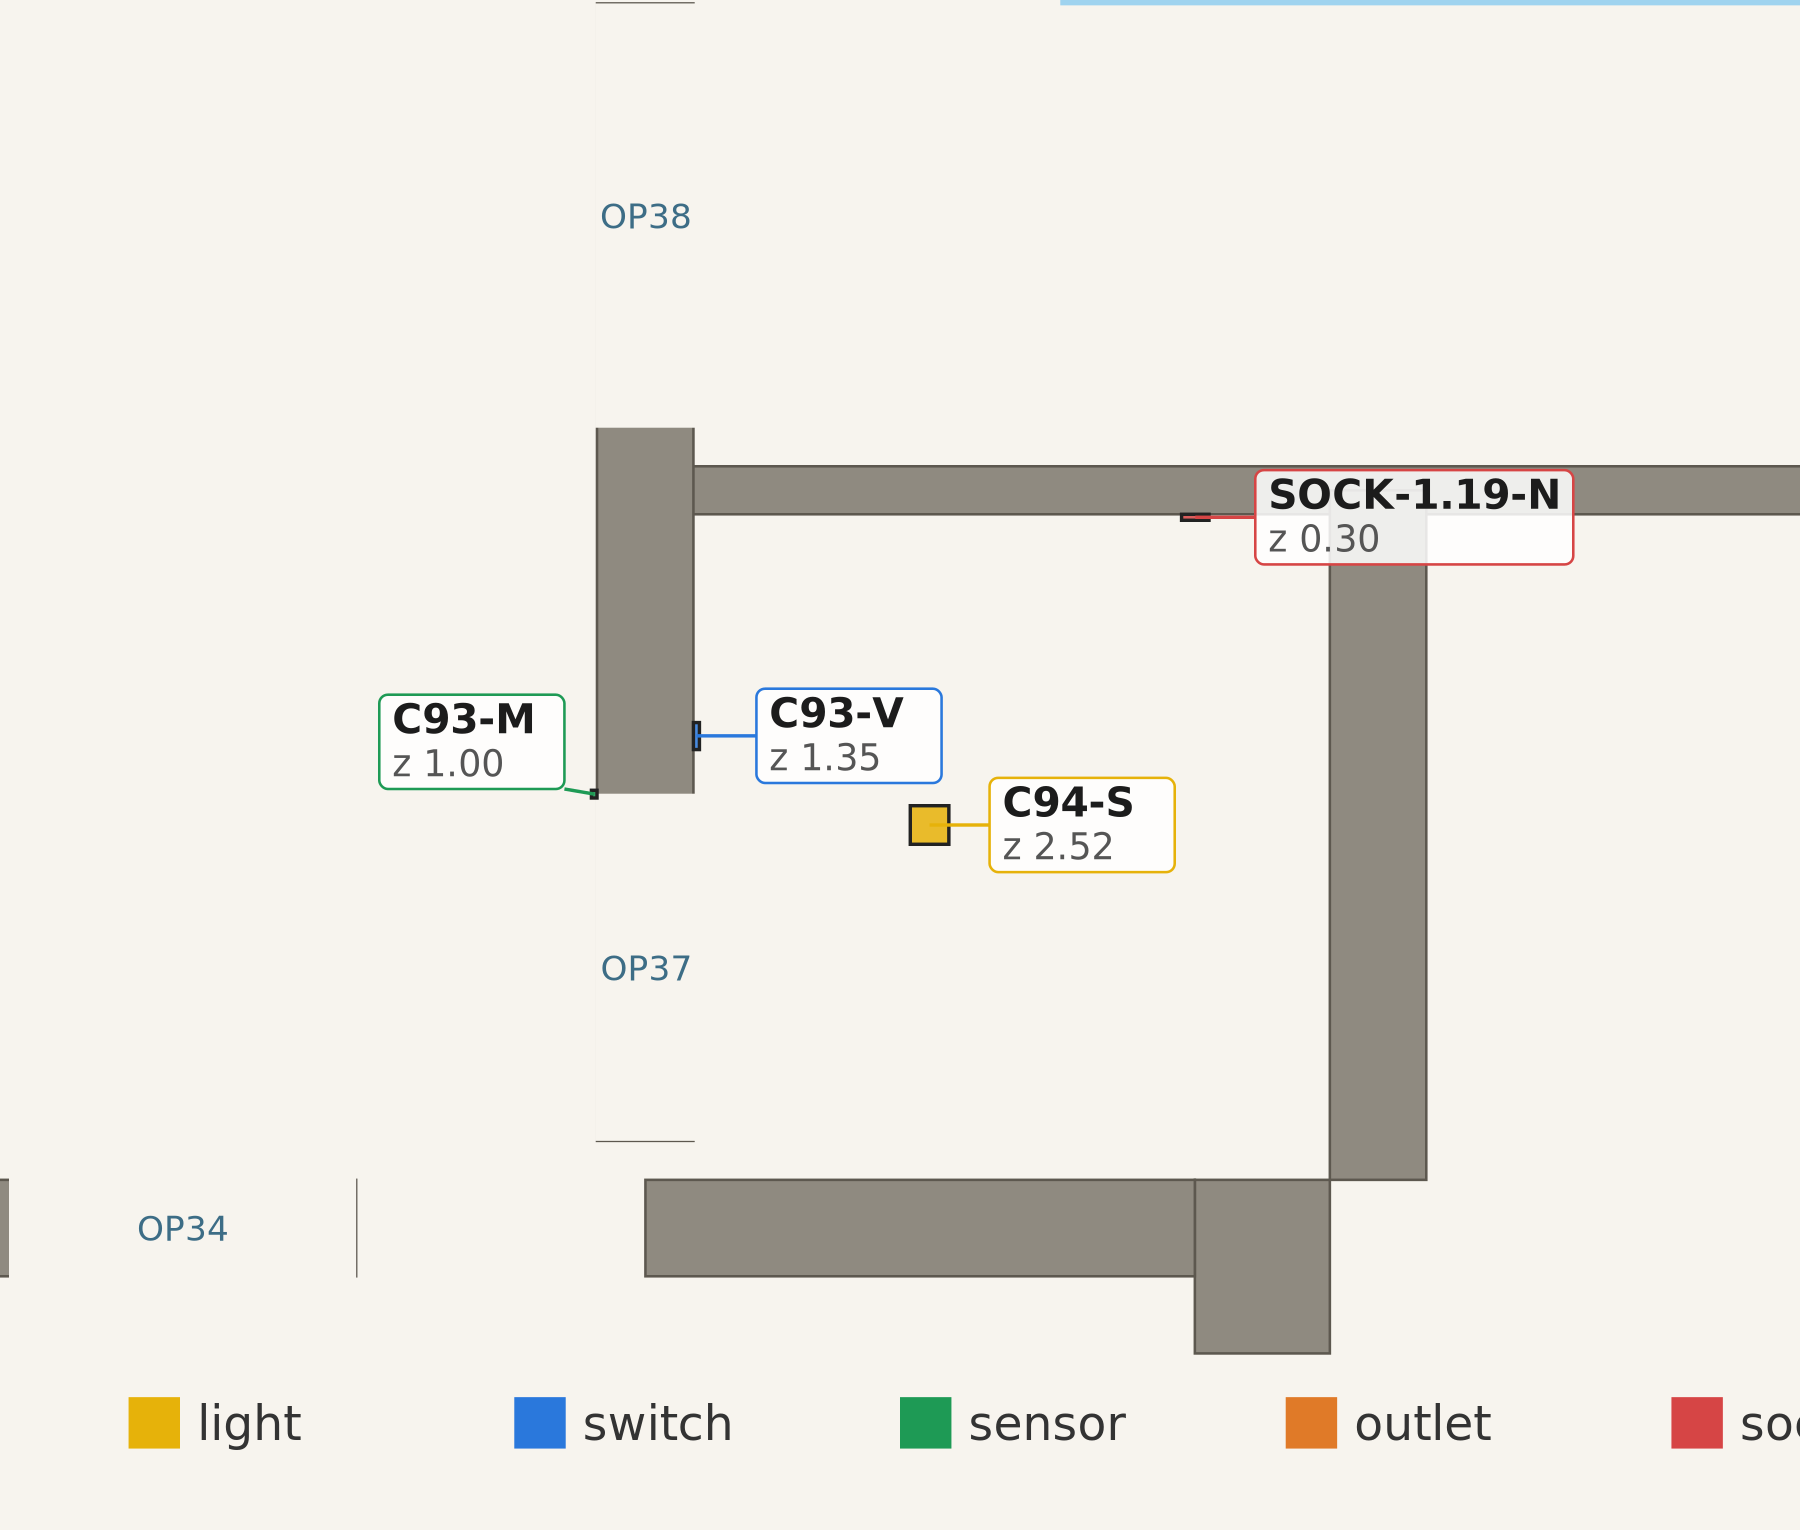 OP38
SOCK-1.19-N
z 0.30
C93-M
z 1.00
C93-V
z 1.35
C94-S
z 2.52
OP37
OP34
light
switch
sensor
outlet